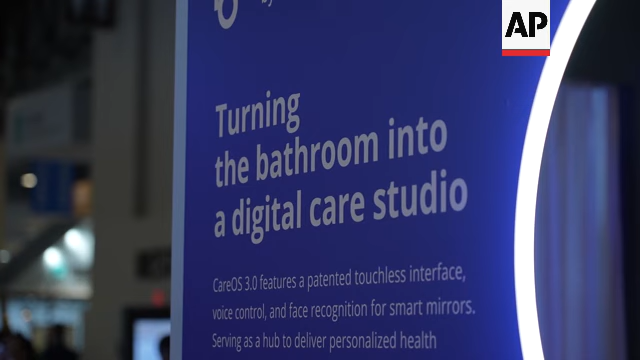 AP
Turning
the bathroom into
a digital care studio
CareOS 3.0 features a patented touchless interface,
voice control, and face recognition for smart mirrors.
Serving as a hub to deliver personalized health